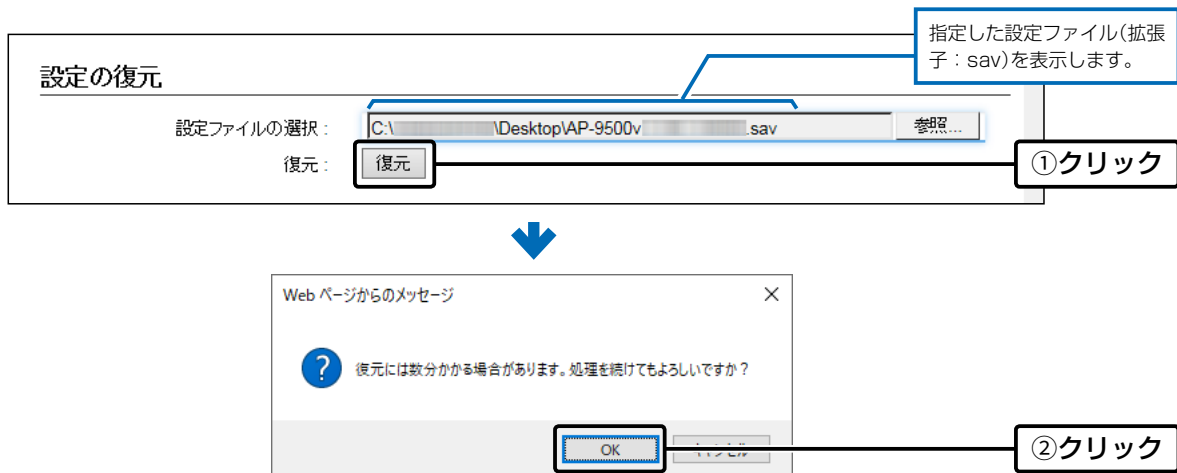 指定した設定ファイル(拡張
子：sav)を表示します。
設定の復元
設定ファイルの選択：
C:\ \Desktop\AP-9500v .sav
参照...
復元：
復元
①クリック
Web ページからのメッセージ
復元には数分かかる場合があります。処理を続けてもよろしいですか？
OK
キャンセル
②クリック